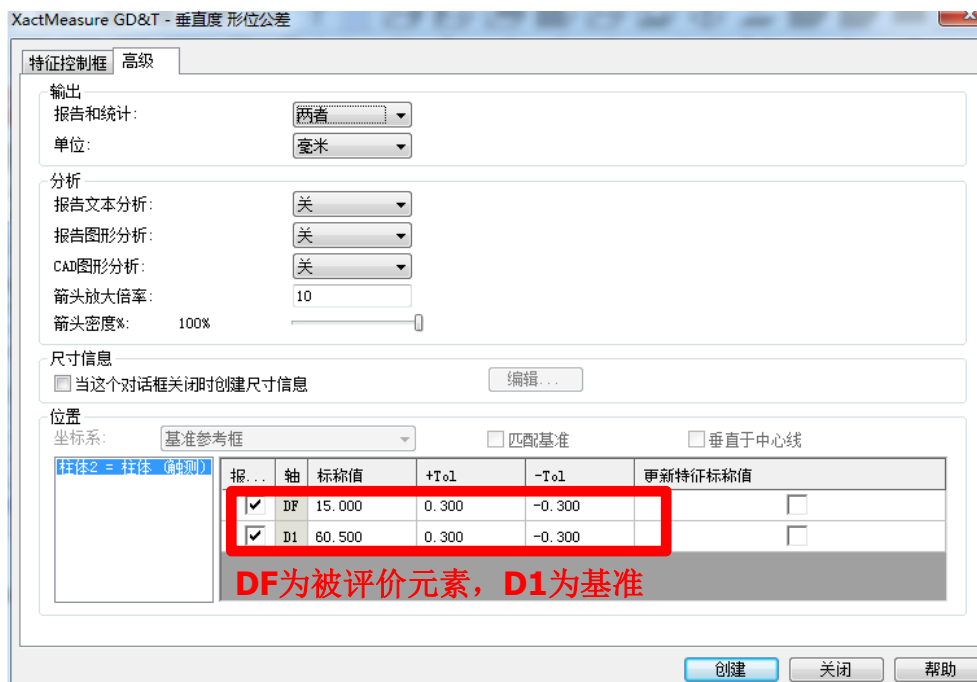 XactMeasure GD&T - 垂直度 形位公差
特征控制框 高级
输出
报告和统计: 两者
单位: 毫米
分析
报告文本分析: 关
报告图形分析: 关
CAD图形分析: 关
箭头放大倍率: 10
箭头密度%: 100%
尺寸信息
当这个对话框关闭时创建尺寸信息 编辑...
位置
坐标系: 基准参考框 匹配基准 垂直于中心线
柱体2 = 柱体 (触测) 报... 轴 标称值 +Tol -Tol 更新特征标称值
DF 15.000 0.300 -0.300
D1 60.500 0.300 -0.300
DF为被评价元素，D1为基准
创建 关闭 帮助